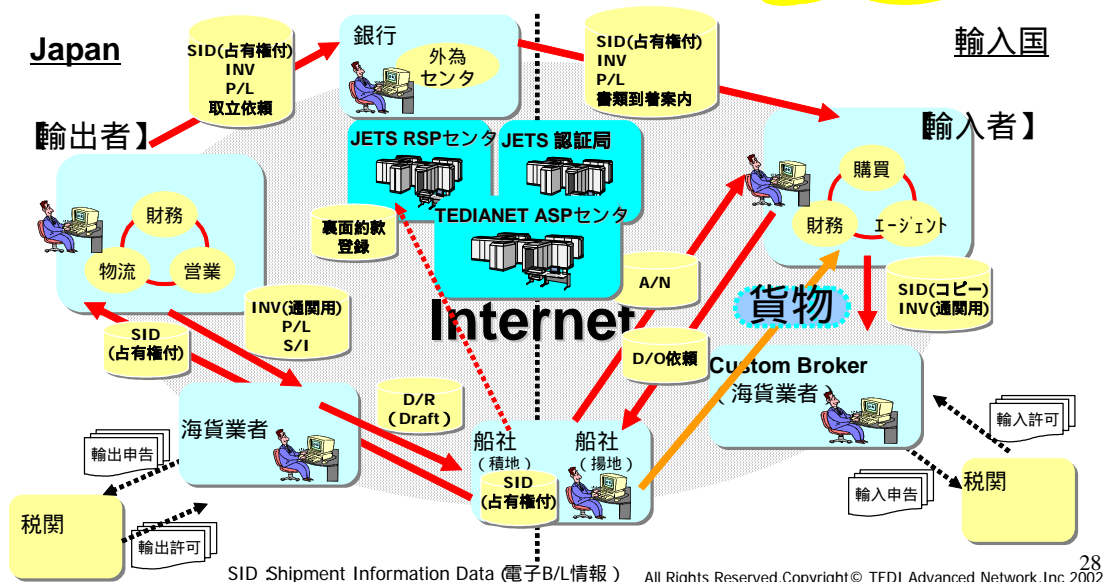 Japan
輸入国
SID(占有権付)
INV
P/L
取立依頼
銀行
外為
センタ
SID(占有権付)
INV
P/L
書類到着案内
【輸出者】
【輸入者】
JETS RSPセンタ
JETS 認証局
TEDIANET ASPセンタ
財務
物流
営業
購買
財務
エージェント
裏面約款
登録
Internet
A/N
貨物
SID(コピー)
INV(通関用)
INV(通関用)
P/L
S/I
SID
(占有権付)
D/O依頼
Custom Broker
(海貨業者)
D/R
(Draft)
海貨業者
船社
(積地)
SID
(占有権付)
船社
(揚地)
輸出申告
輸出許可
税関
輸入許可
輸入申告
税関
SID:Shipment Information Data(電子B/L情報)
All Rights Reserved,Copyright© TEDI Advanced Network,Inc 2002
28